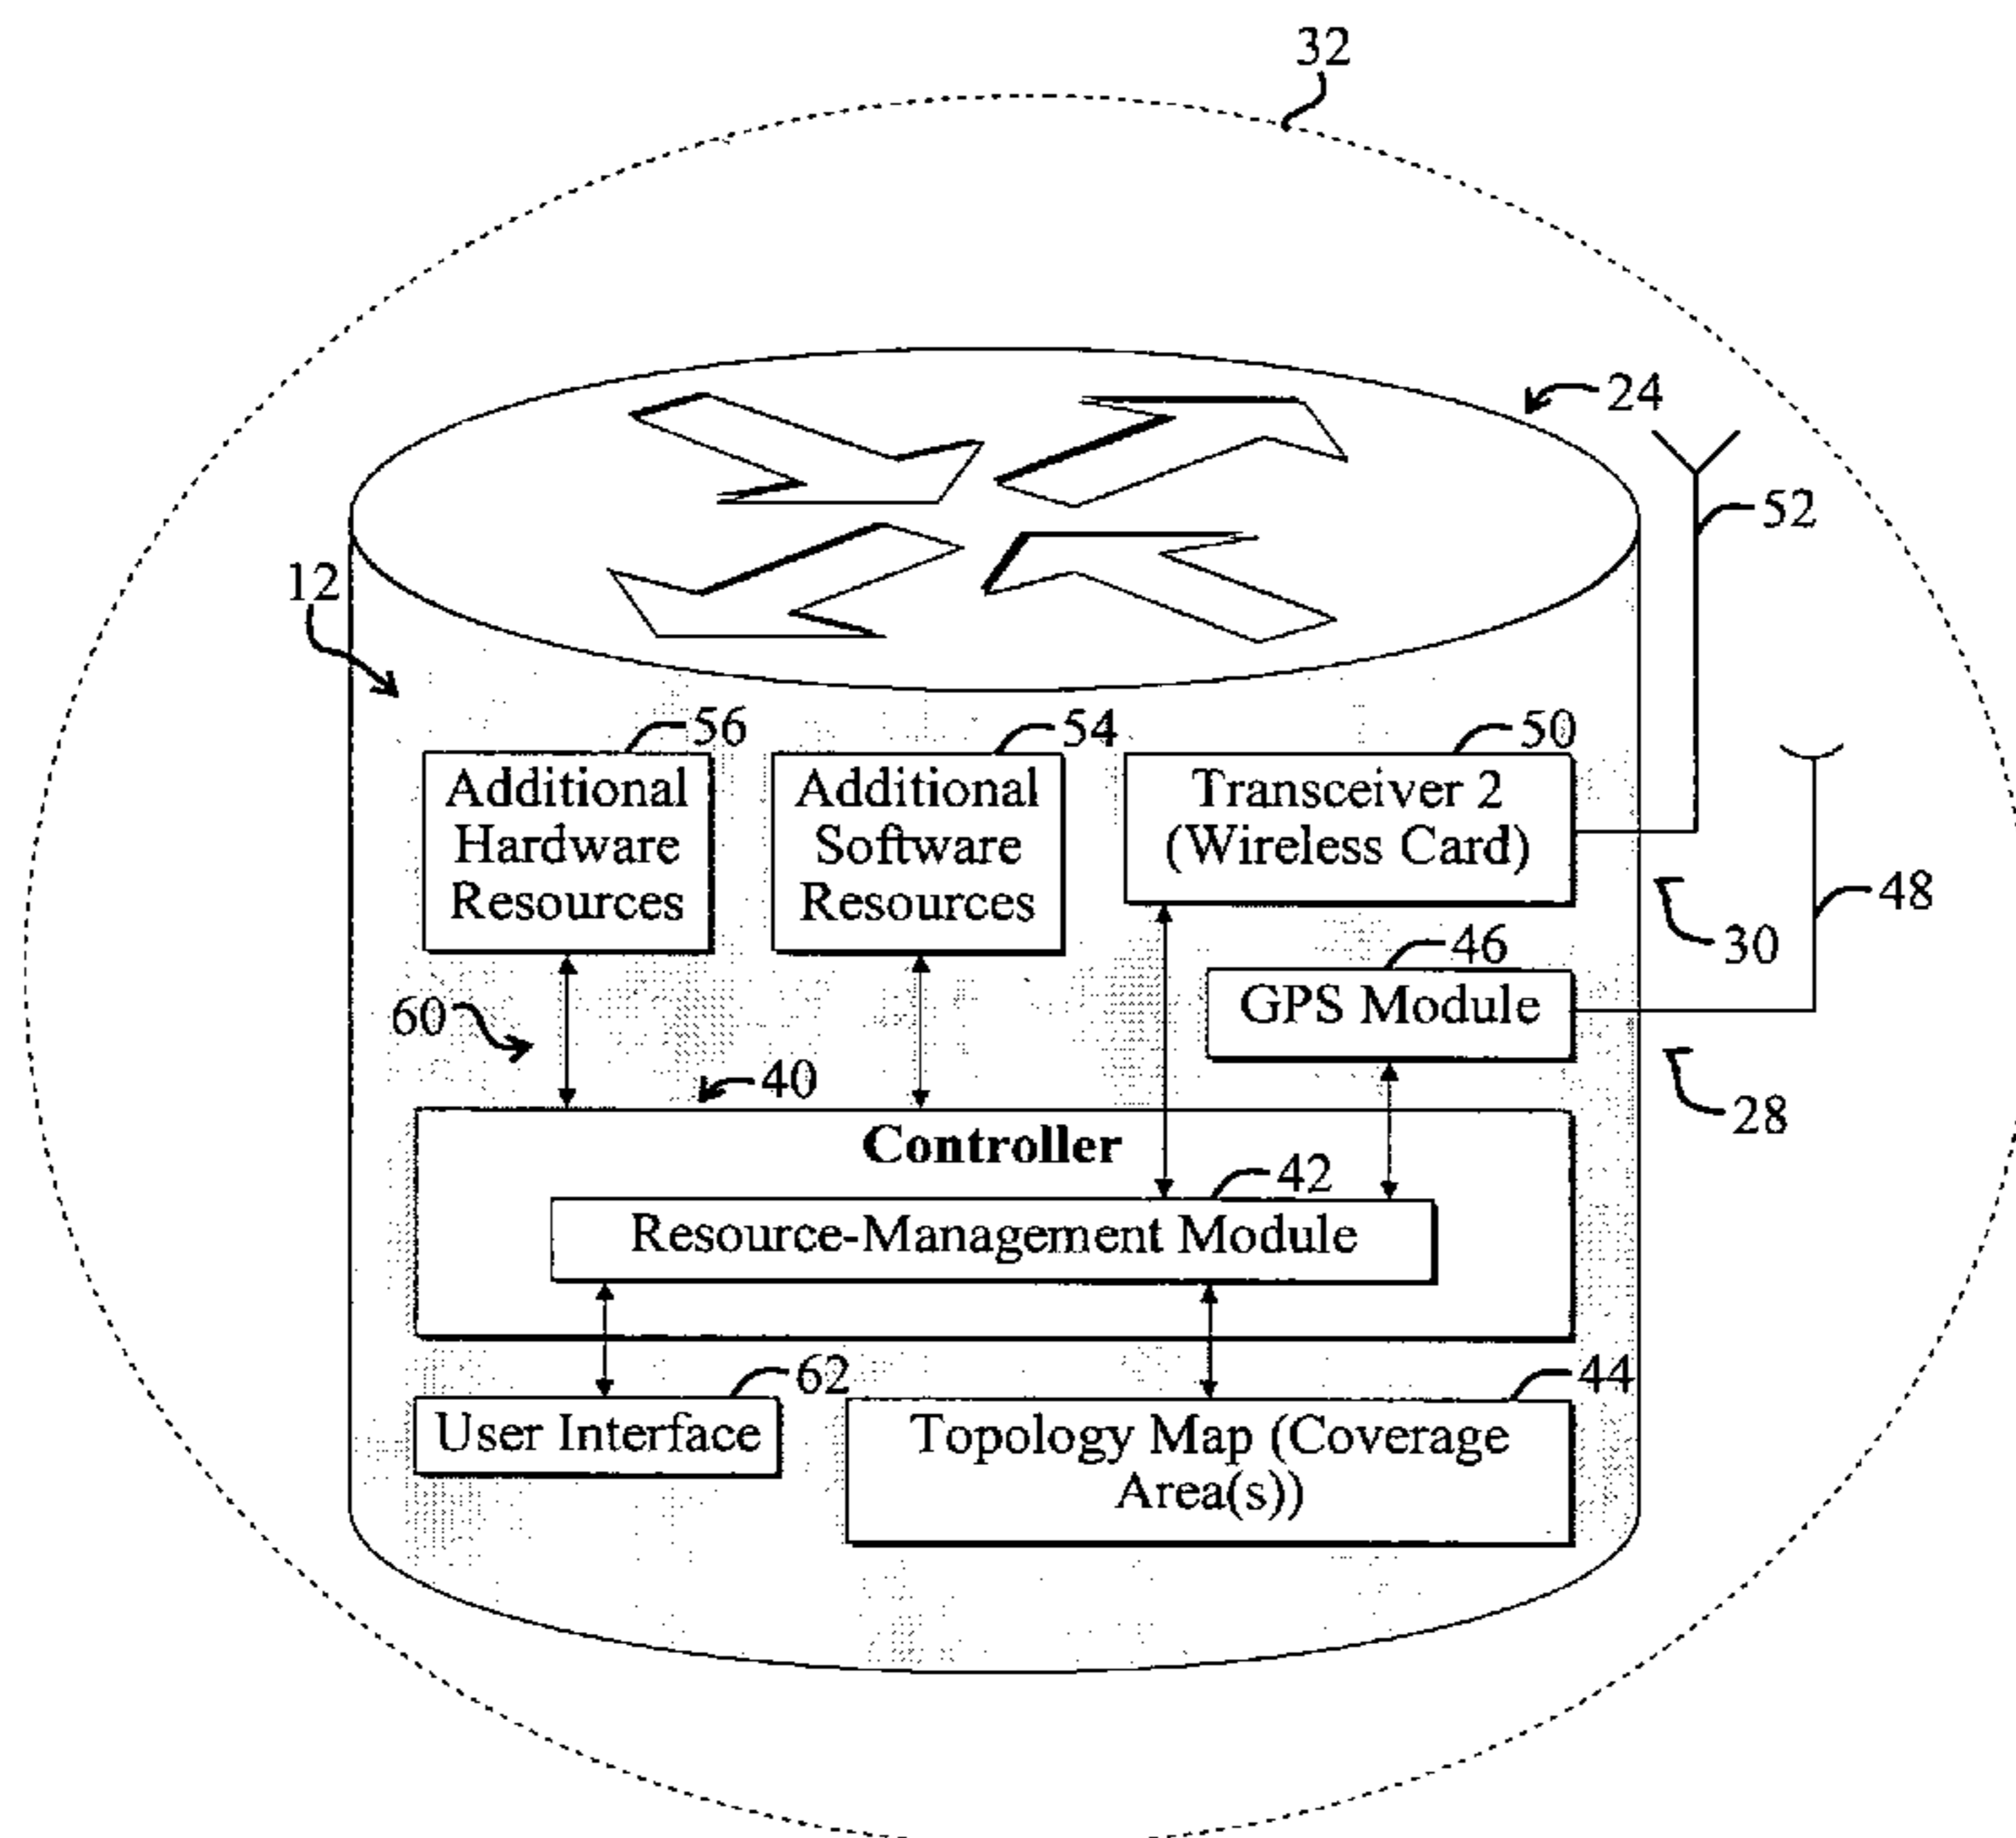 32
24
52
12
56
54
50
Additional
Hardware
Resources
Additional
Software
Resources
Transceiver 2
(Wireless Card)
48
30
46
GPS Module
60
40
28
Controller
42
Resource-Management Module
62
44
User Interface
Topology Map (Coverage
Area(s))